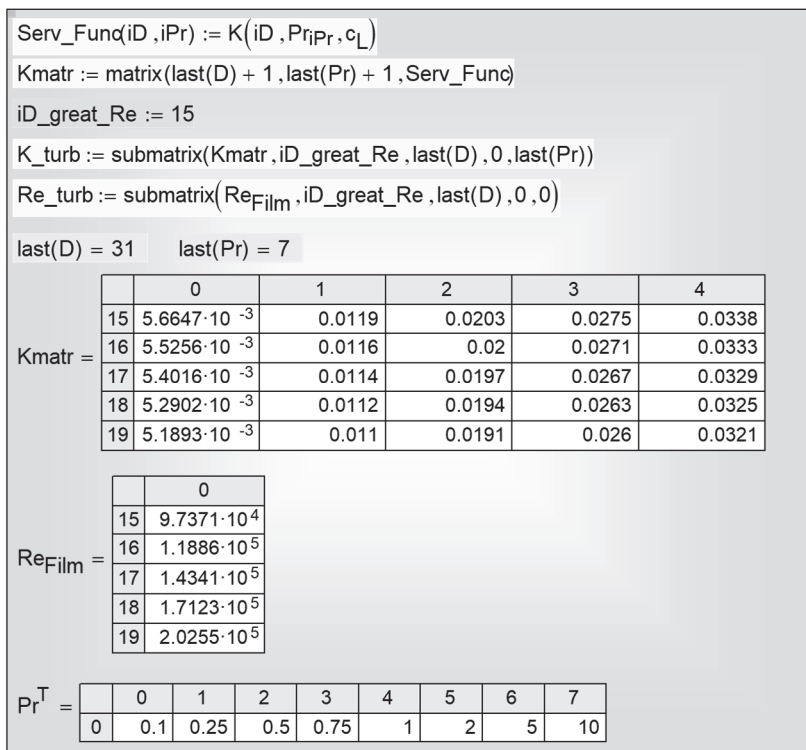 Serv_Func(iD ,iPr) := K(iD ,Pr_iPr ,c_L)
Kmatr := matrix(last(D) + 1 ,last(Pr) + 1 ,Serv_Func)
iD_great_Re := 15
K_turb := submatrix(Kmatr ,iD_great_Re ,last(D) ,0 ,last(Pr))
Re_turb := submatrix(Re_Film ,iD_great_Re ,last(D) ,0 ,0)
last(D) = 31 last(Pr) = 7
0 1 2 3 4
15 5.6647·10^-3 0.0119 0.0203 0.0275 0.0338
16 5.5256·10^-3 0.0116 0.02 0.0271 0.0333
Kmatr = 17 5.4016·10^-3 0.0114 0.0197 0.0267 0.0329
18 5.2902·10^-3 0.0112 0.0194 0.0263 0.0325
19 5.1893·10^-3 0.011 0.0191 0.026 0.0321
0
15 9.7371·10^4
16 1.1886·10^5
Re_Film = 17 1.4341·10^5
18 1.7123·10^5
19 2.0255·10^5
Pr^T = 0 1 2 3 4 5 6 7
0 0.1 0.25 0.5 0.75 1 2 5 10